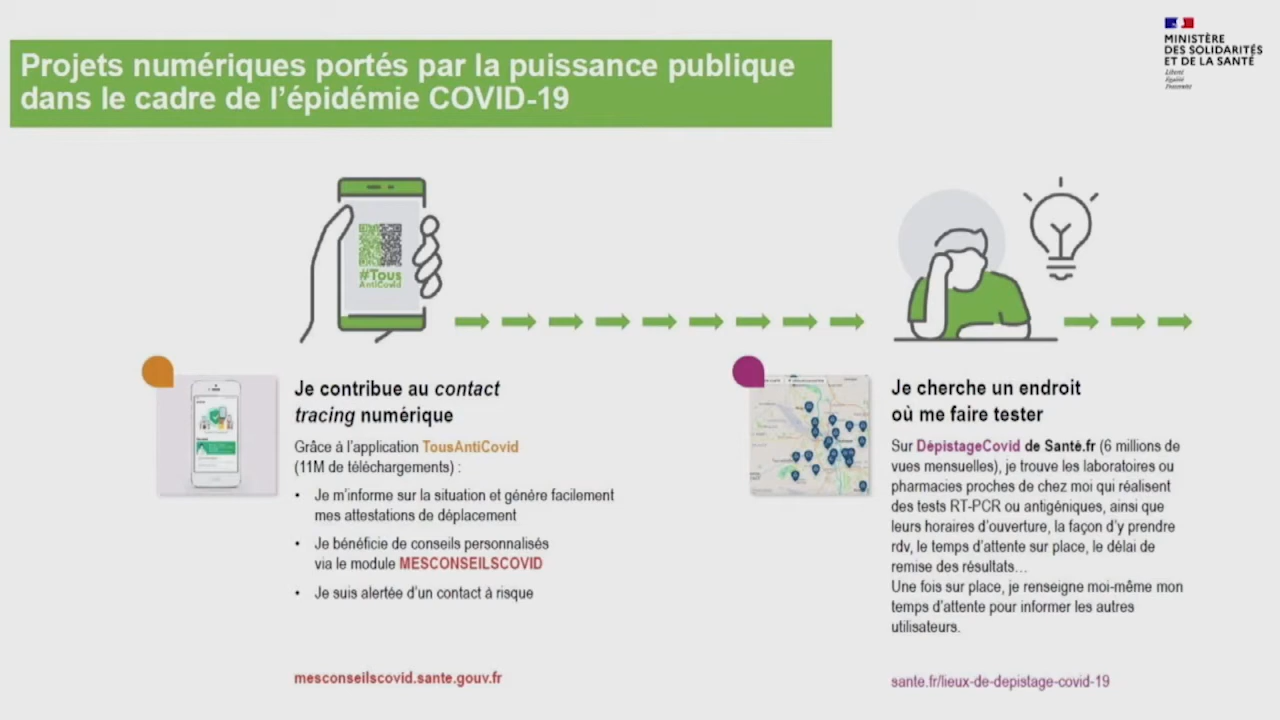 Projets numériques portés par la puissance publique
dans le cadre de l'épidémie COVID-19
MINISTÈRE
DES SOLIDARITÉS
ET DE LA SANTÉ
Liberté
Égalité
Fraternité
#Tous
AntiCovid
Je contribue au contact
tracing numérique
Grâce à l'application TousAntiCovid
(11M de téléchargements) :
• Je m'informe sur la situation et génère facilement
mes attestations de déplacement
• Je bénéficie de conseils personnalisés
via le module MESCONSEILSCOVID
• Je suis alertée d'un contact à risque
mesconseilscovid.sante.gouv.fr
Je cherche un endroit
où me faire tester
Sur DépistageCovid de Santé.fr (6 millions de
vues mensuelles), je trouve les laboratoires ou
pharmacies proches de chez moi qui réalisent
des tests RT-PCR ou antigéniques, ainsi que
leurs horaires d'ouverture, la façon d'y prendre
rdv, le temps d'attente sur place, le délai de
remise des résultats…
Une fois sur place, je renseigne moi-même mon
temps d'attente pour informer les autres
utilisateurs.
sante.fr/lieux-de-depistage-covid-19